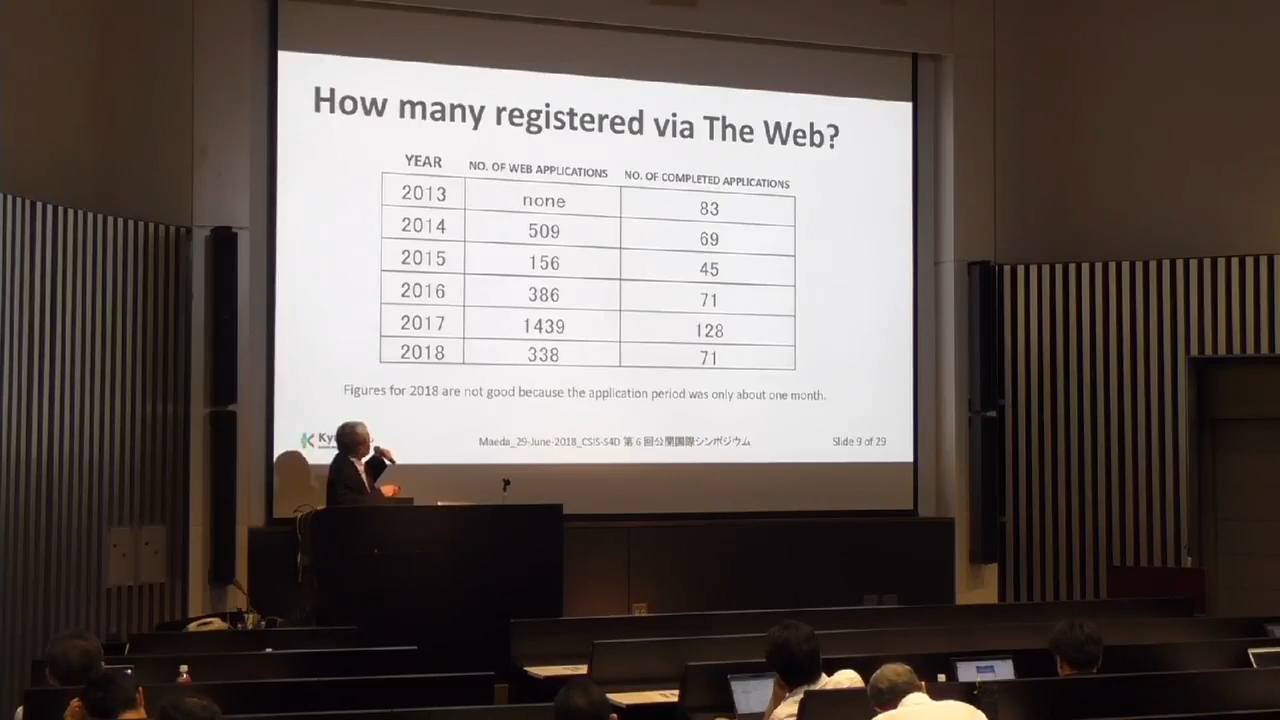 How many registered via The Web?
YEAR NO. OF WEB APPLICATIONS NO. OF COMPLETED APPLICATIONS
2013 none 83
2014 509 69
2015 156 45
2016 386 71
2017 1439 128
2018 338 71
Figures for 2018 are not good because the application period was only about one month.
Maeda_29-June-2018_CSIS-S4D 第6回公開国際シンポジウム Slide 9 of 29